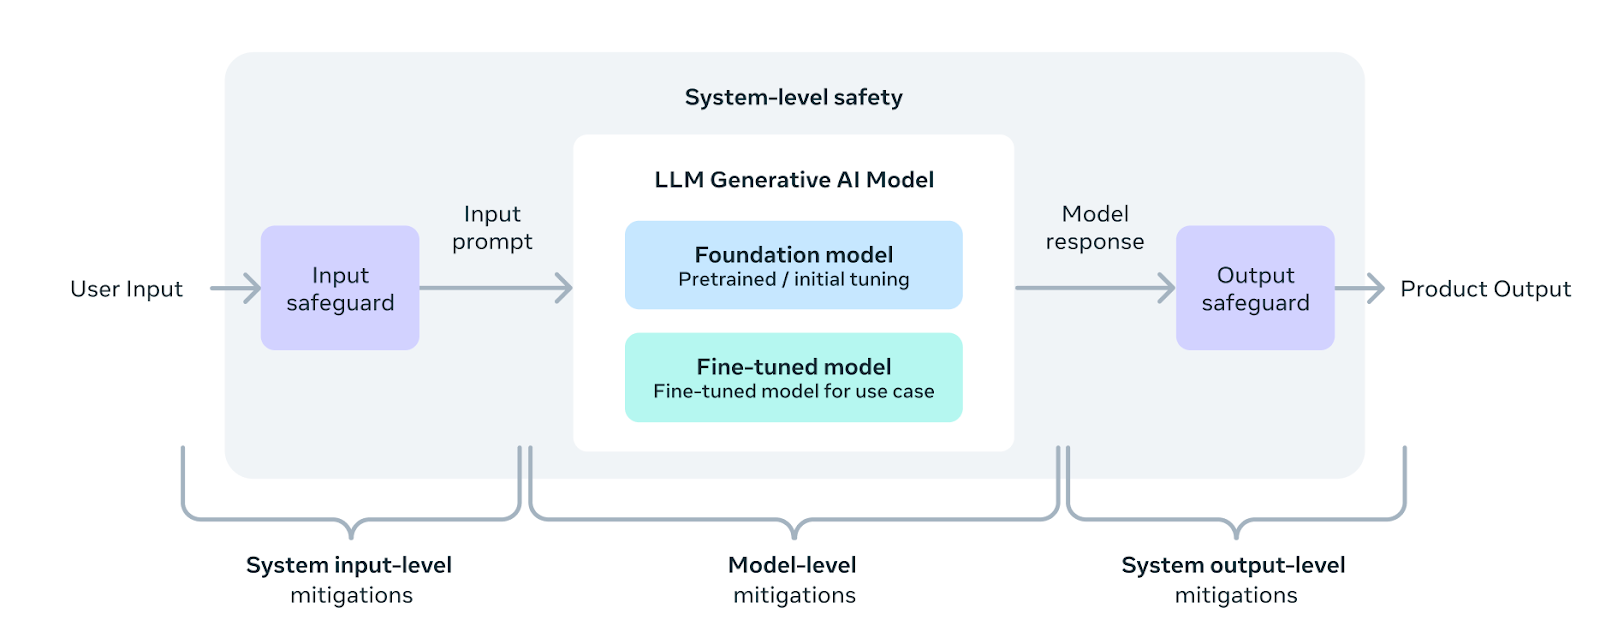 System-level safety
LLM Generative AI Model
Input
prompt
Model
response
Foundation model
Pretrained / initial tuning
User Input
Input
safeguard
Output
safeguard
Product Output
Fine-tuned model
Fine-tuned model for use case
System input-level
mitigations
Model-level
mitigations
System output-level
mitigations